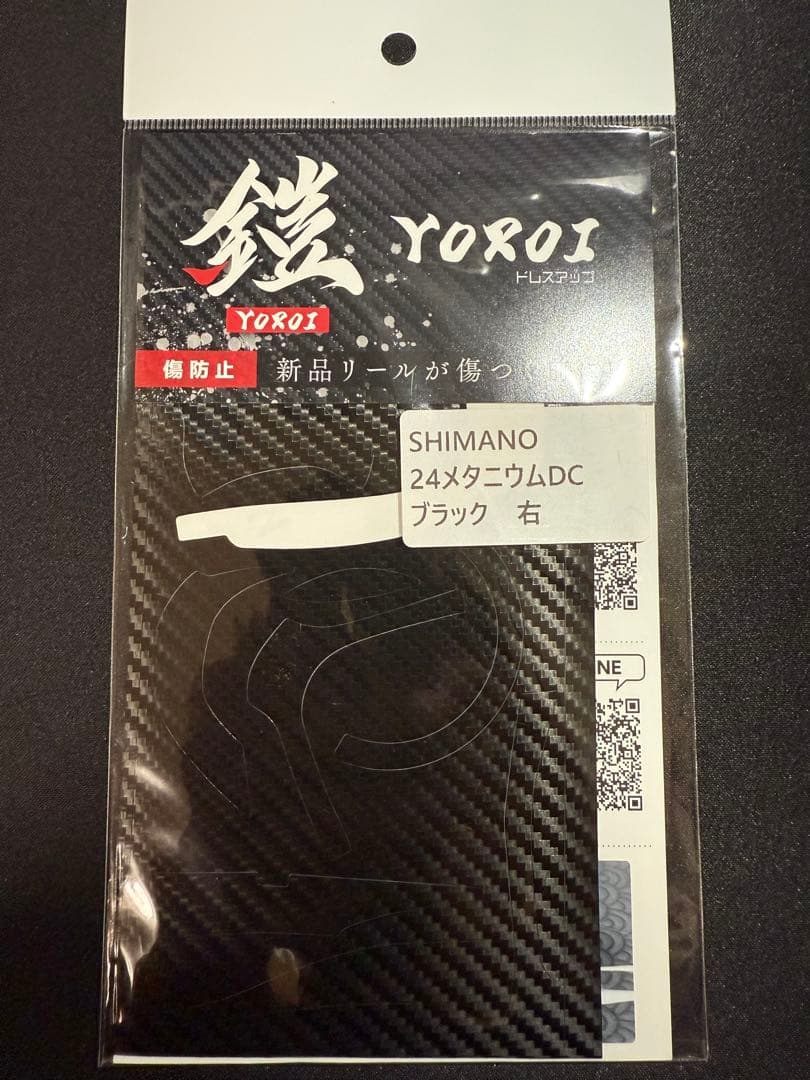 鎧
YOROI
ドレスアップ
YOROI
傷防止
新品リールが傷つく
SHIMANO
24メタニウムDC
ブラック 右
NE